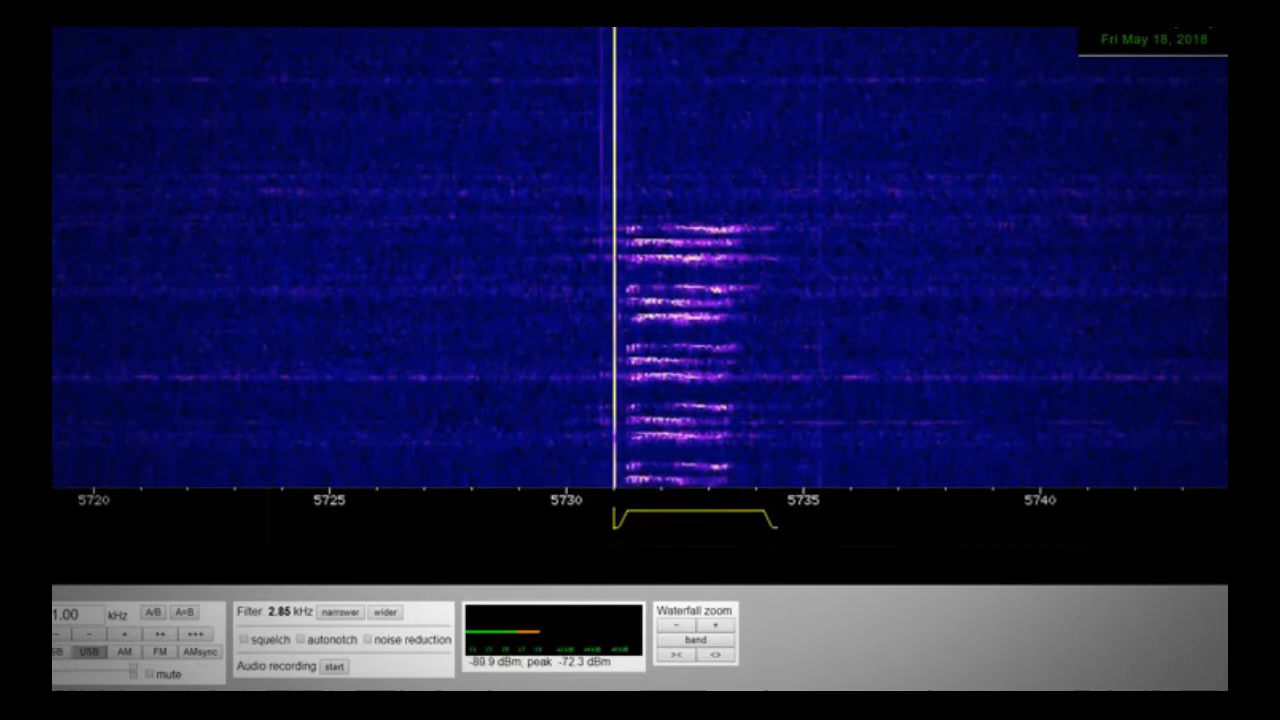 Fri May 18, 2018
5720 5725 5730 5735 5740
1.00 kHz A/B A=B
- - + ++ +++
SB USB AM FM AMsync
mute
Filter: 2.85 kHz narrower wider
squelch autonotch noise reduction
Audio recording start
-89.9 dBm; peak -72.3 dBm
Waterfall zoom
- +
band
>< <>